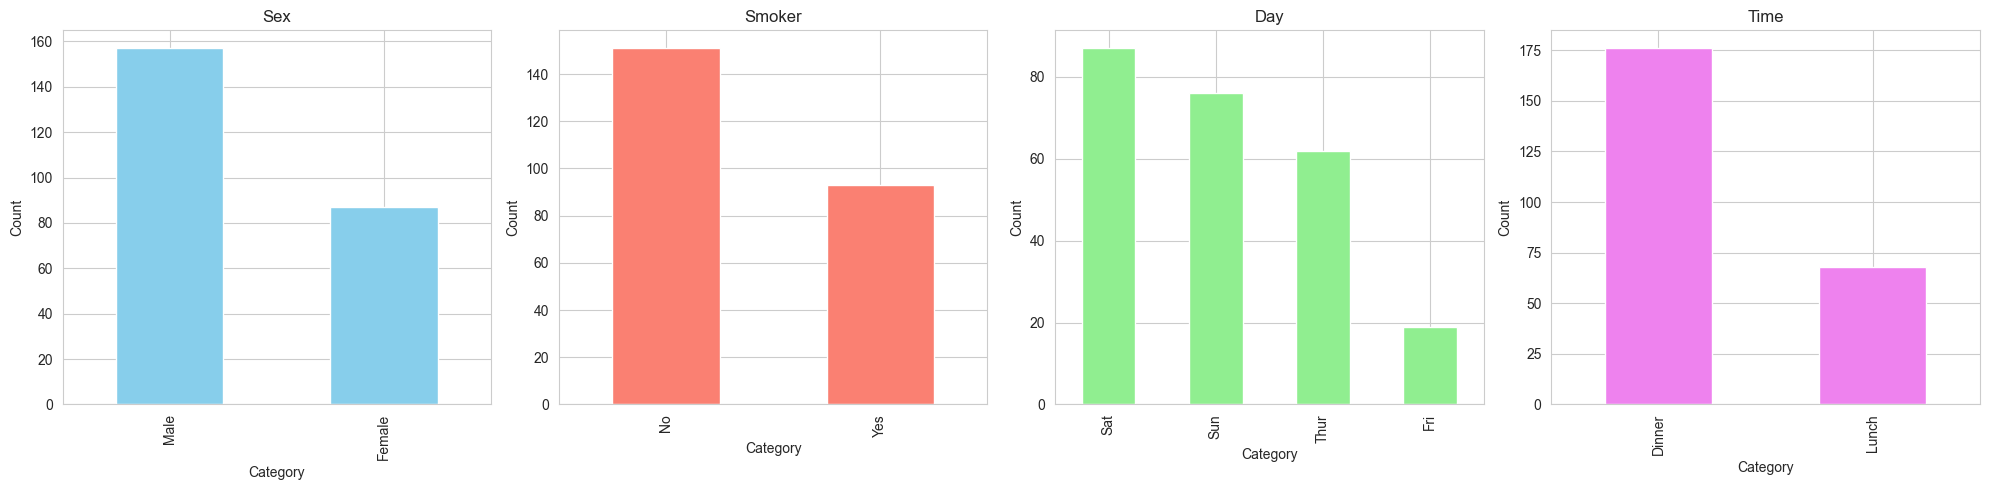 Sex
160
140
120
100
80
60
40
20
0
Count
Male
Female
Category
Smoker
140
120
100
80
60
40
20
0
Count
No
Yes
Category
Day
80
60
40
20
0
Count
Sat
Sun
Thur
Fri
Category
Time
175
150
125
100
75
50
25
0
Count
Dinner
Lunch
Category